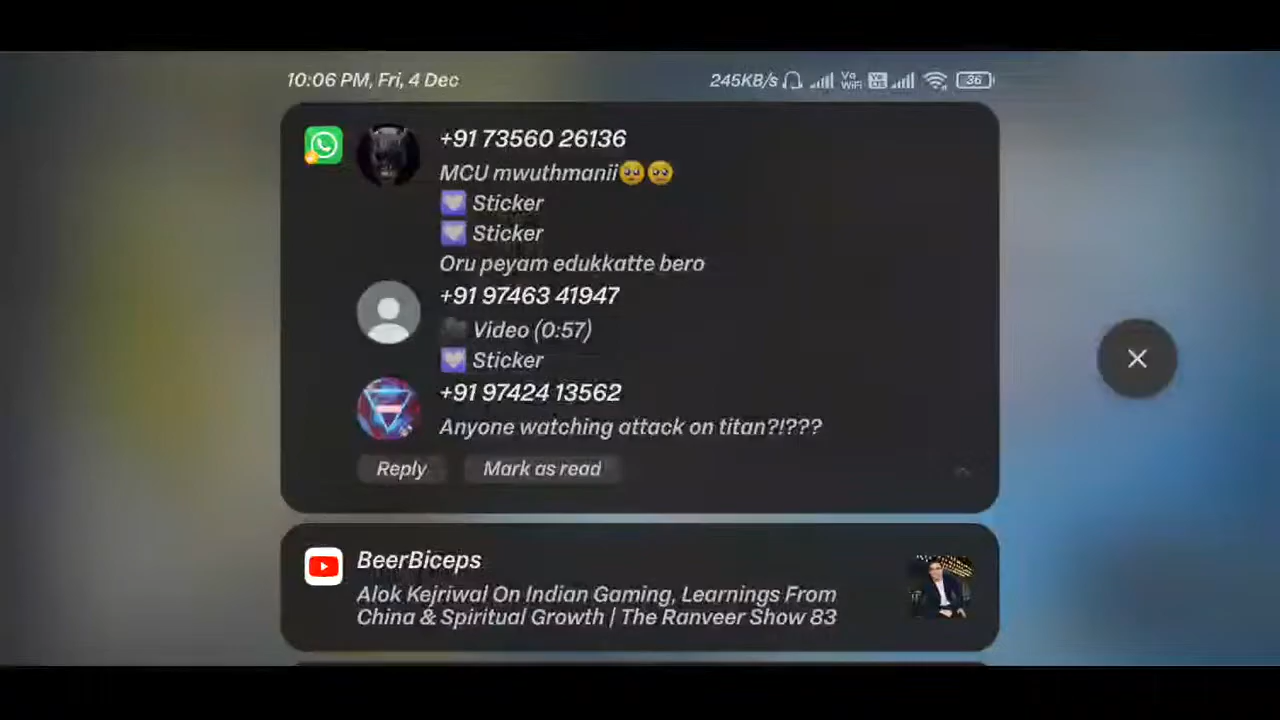 10:06 PM, Fri, 4 Dec
245KB/s Vo WiFi 36
+91 73560 26136
MCU mwuthmanii🥺🥺
Sticker
Sticker
Oru peyam edukkatte bero
+91 97463 41947
Video (0:57)
Sticker
+91 97424 13562
Anyone watching attack on titan?!???
Reply Mark as read
BeerBiceps
Alok Kejriwal On Indian Gaming, Learnings From
China & Spiritual Growth | The Ranveer Show 83